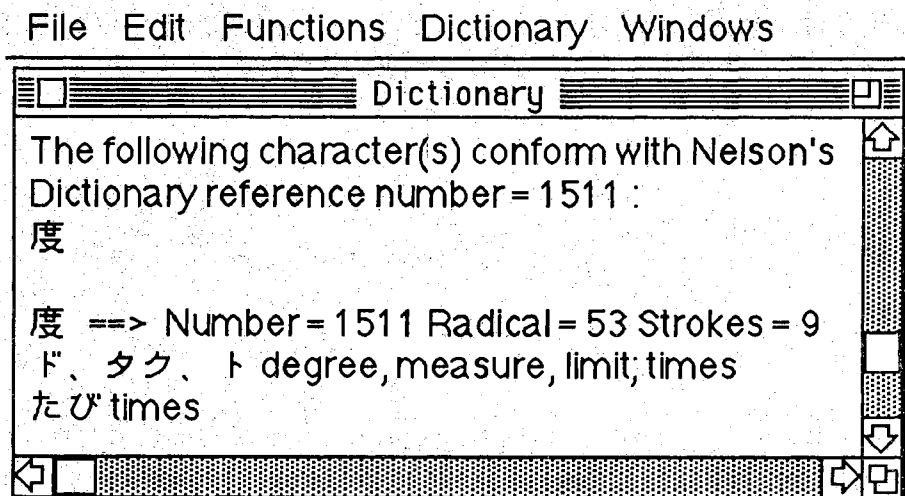 File Edit Functions Dictionary Windows
Dictionary
The following character(s) conform with Nelson's
Dictionary reference number = 1511 :
度
度 ==> Number = 1511 Radical = 53 Strokes = 9
ド、タク、ト degree, measure, limit; times
たび times